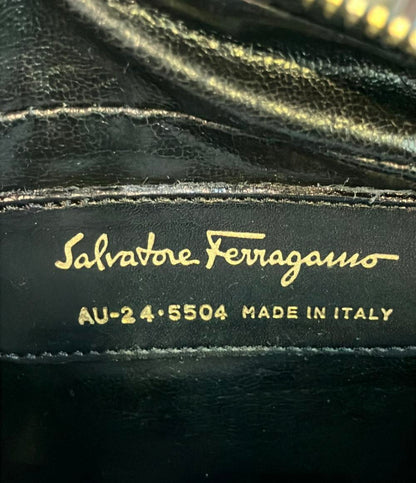 Salvatore Ferragamo
AU-24·5504 MADE IN ITALY